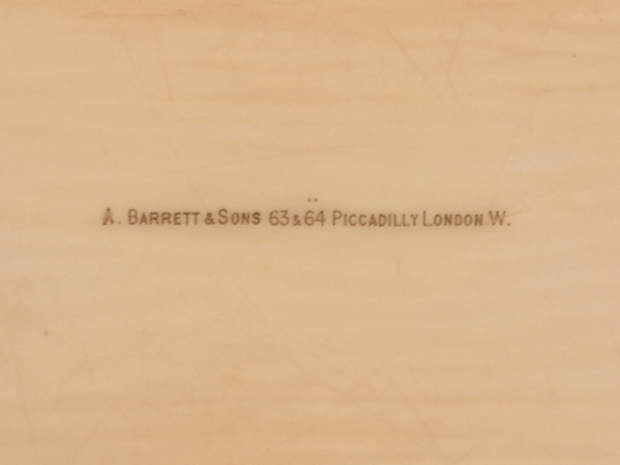 A. BARRETT & SONS 63 & 64 PICCADILLY LONDON W.